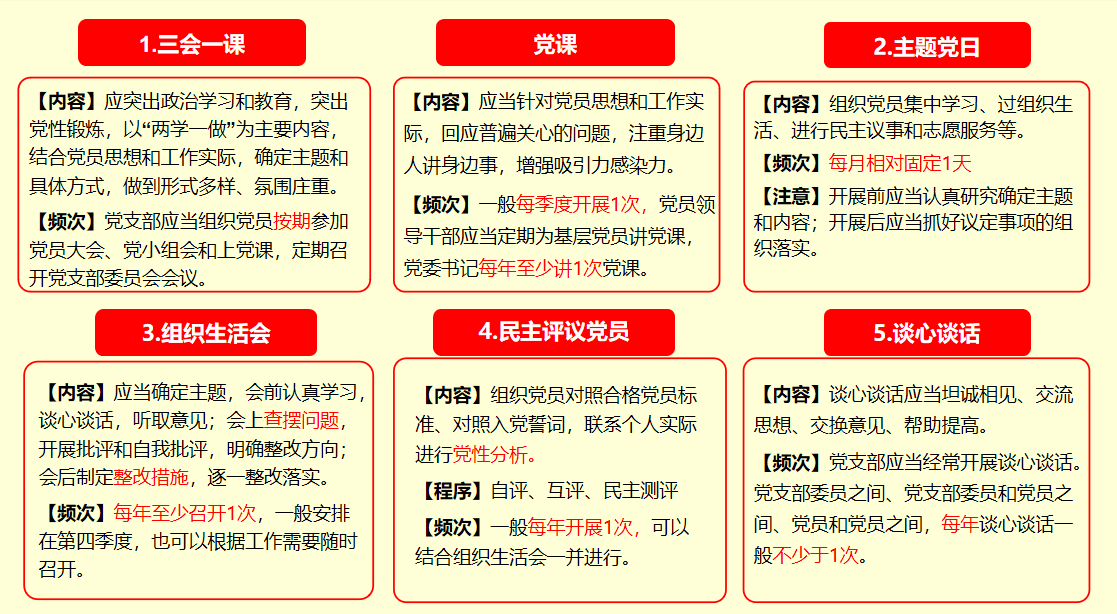 1.三会一课
【内容】应突出政治学习和教育，突出
党性锻炼，以“两学一做”为主要内容，
结合党员思想和工作实际，确定主题和
具体方式，做到形式多样、氛围庄重。
【频次】党支部应当组织党员按期参加
党员大会、党小组会和上党课，定期召
开党支部委员会会议。
党课
【内容】应当针对党员思想和工作实
际，回应普遍关心的问题，注重身边
人讲身边事，增强吸引力感染力。
【频次】一般每季度开展1次，党员领
导干部应当定期为基层党员讲党课，
党委书记每年至少讲1次党课。
2.主题党日
【内容】组织党员集中学习、过组织生
活、进行民主议事和志愿服务等。
【频次】每月相对固定1天
【注意】开展前应当认真研究确定主题
和内容；开展后应当抓好议定事项的组
织落实。
3.组织生活会
【内容】应当确定主题，会前认真学习，
谈心谈话，听取意见；会上查摆问题，
开展批评和自我批评，明确整改方向；
会后制定整改措施，逐一整改落实。
【频次】每年至少召开1次，一般安排
在第四季度，也可以根据工作需要随时
召开。
4.民主评议党员
【内容】组织党员对照合格党员标
准、对照入党誓词，联系个人实际
进行党性分析。
【程序】自评、互评、民主测评
【频次】一般每年开展1次，可以
结合组织生活会一并进行。
5.谈心谈话
【内容】谈心谈话应当坦诚相见、交流
思想、交换意见、帮助提高。
【频次】党支部应当经常开展谈心谈话。
党支部委员之间、党支部委员和党员之
间、党员和党员之间，每年谈心谈话一
般不少于1次。